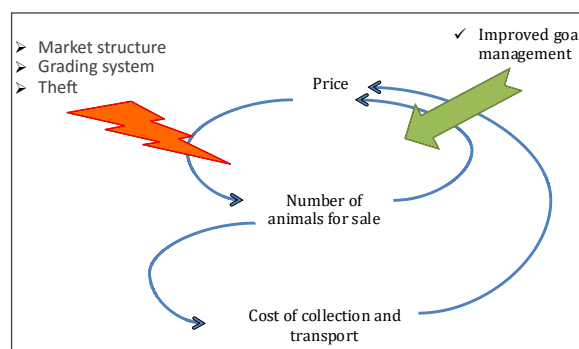 Market structure
Grading system
Theft
✓ Improved goa
management
Price
Number of
animals for sale
Cost of collection and
transport